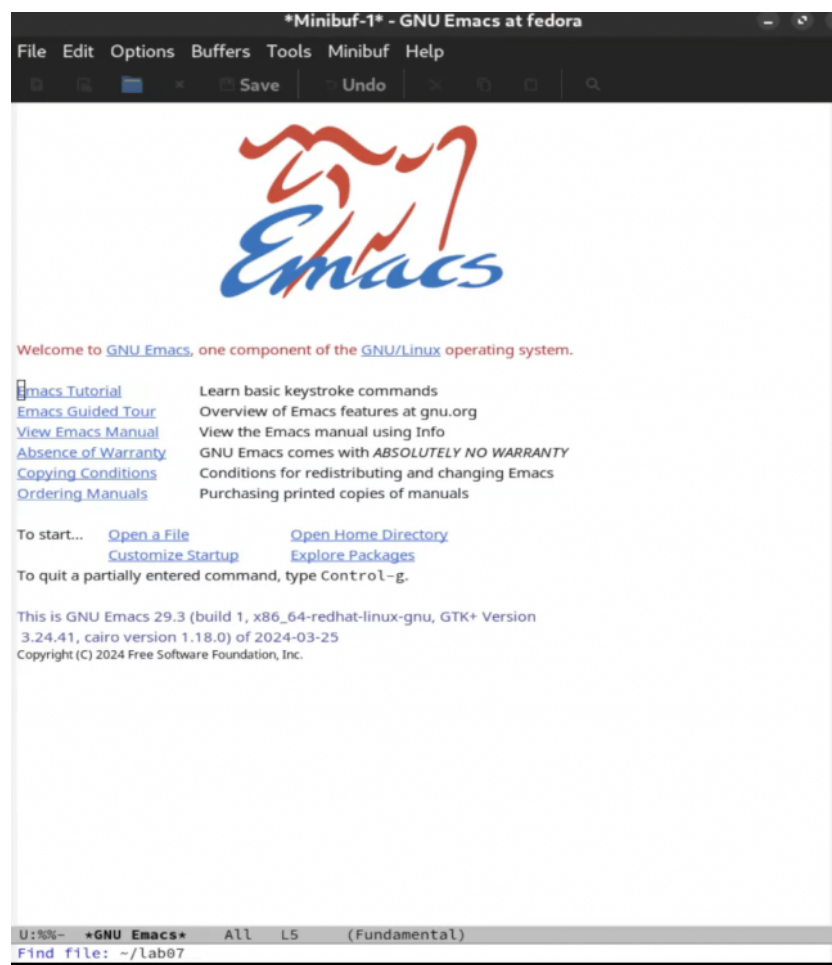 *Minibuf-1* - GNU Emacs at fedora
File Edit Options Buffers Tools Minibuf Help
Save Undo
Emacs
Welcome to GNU Emacs, one component of the GNU/Linux operating system.
Emacs Tutorial Learn basic keystroke commands
Emacs Guided Tour Overview of Emacs features at gnu.org
View Emacs Manual View the Emacs manual using Info
Absence of Warranty GNU Emacs comes with ABSOLUTELY NO WARRANTY
Copying Conditions Conditions for redistributing and changing Emacs
Ordering Manuals Purchasing printed copies of manuals
To start... Open a File Open Home Directory
Customize Startup Explore Packages
To quit a partially entered command, type Control-g.
This is GNU Emacs 29.3 (build 1, x86_64-redhat-linux-gnu, GTK+ Version
3.24.41, cairo version 1.18.0) of 2024-03-25
Copyright (C) 2024 Free Software Foundation, Inc.
U:%%- *GNU Emacs* All L5 (Fundamental)
Find file: ~/lab07